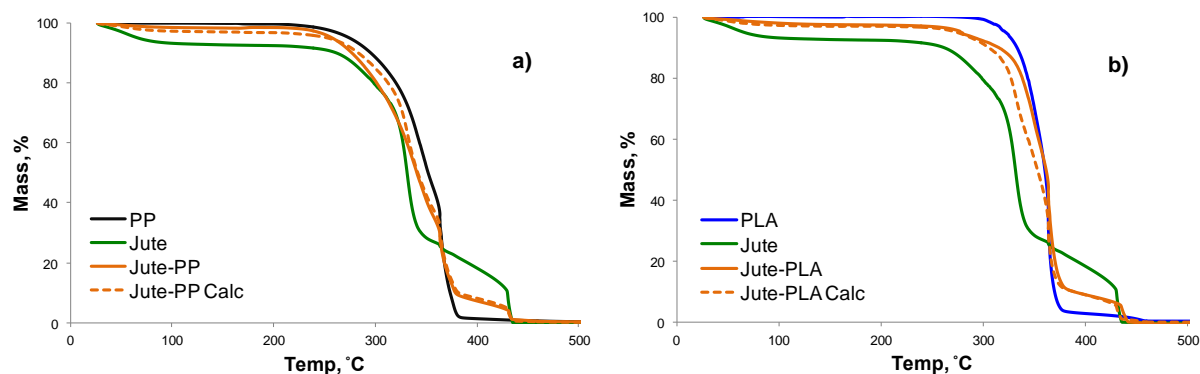 a)
Mass, %
100
80
60
40
20
0
PP
Jute
Jute-PP
Jute-PP Calc
0 100 200 300 400 500
Temp, ˚C
b)
Mass, %
100
80
60
40
20
0
PLA
Jute
Jute-PLA
Jute-PLA Calc
0 100 200 300 400 500
Temp, ˚C